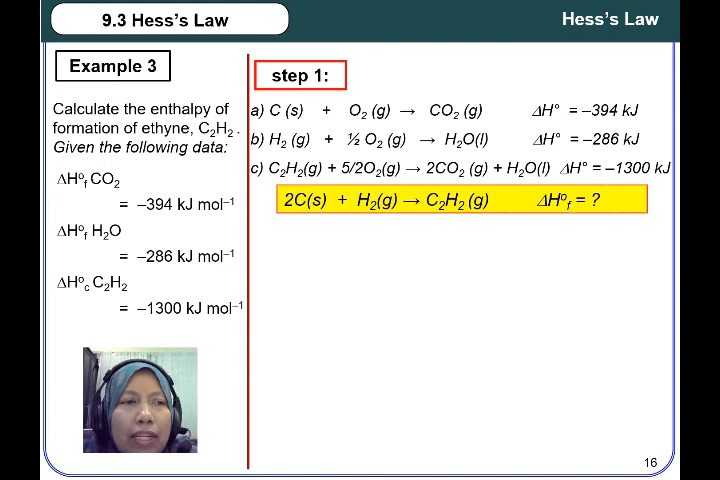 9.3 Hess's Law
Hess's Law
Example 3
Calculate the enthalpy of
formation of ethyne, C₂H₂ .
Given the following data:
ΔHᵒf CO₂
= –394 kJ mol⁻¹
ΔHᵒf H₂O
= –286 kJ mol⁻¹
ΔHᵒc C₂H₂
= –1300 kJ mol⁻¹
step 1:
a) C (s) + O₂ (g) → CO₂ (g) ΔH° = –394 kJ
b) H₂ (g) + ½ O₂ (g) → H₂O(l) ΔH° = –286 kJ
c) C₂H₂(g) + 5/2O₂(g) → 2CO₂ (g) + H₂O(l) ΔH° = –1300 kJ
2C(s) + H₂(g) → C₂H₂ (g) ΔHᵒf = ?
16